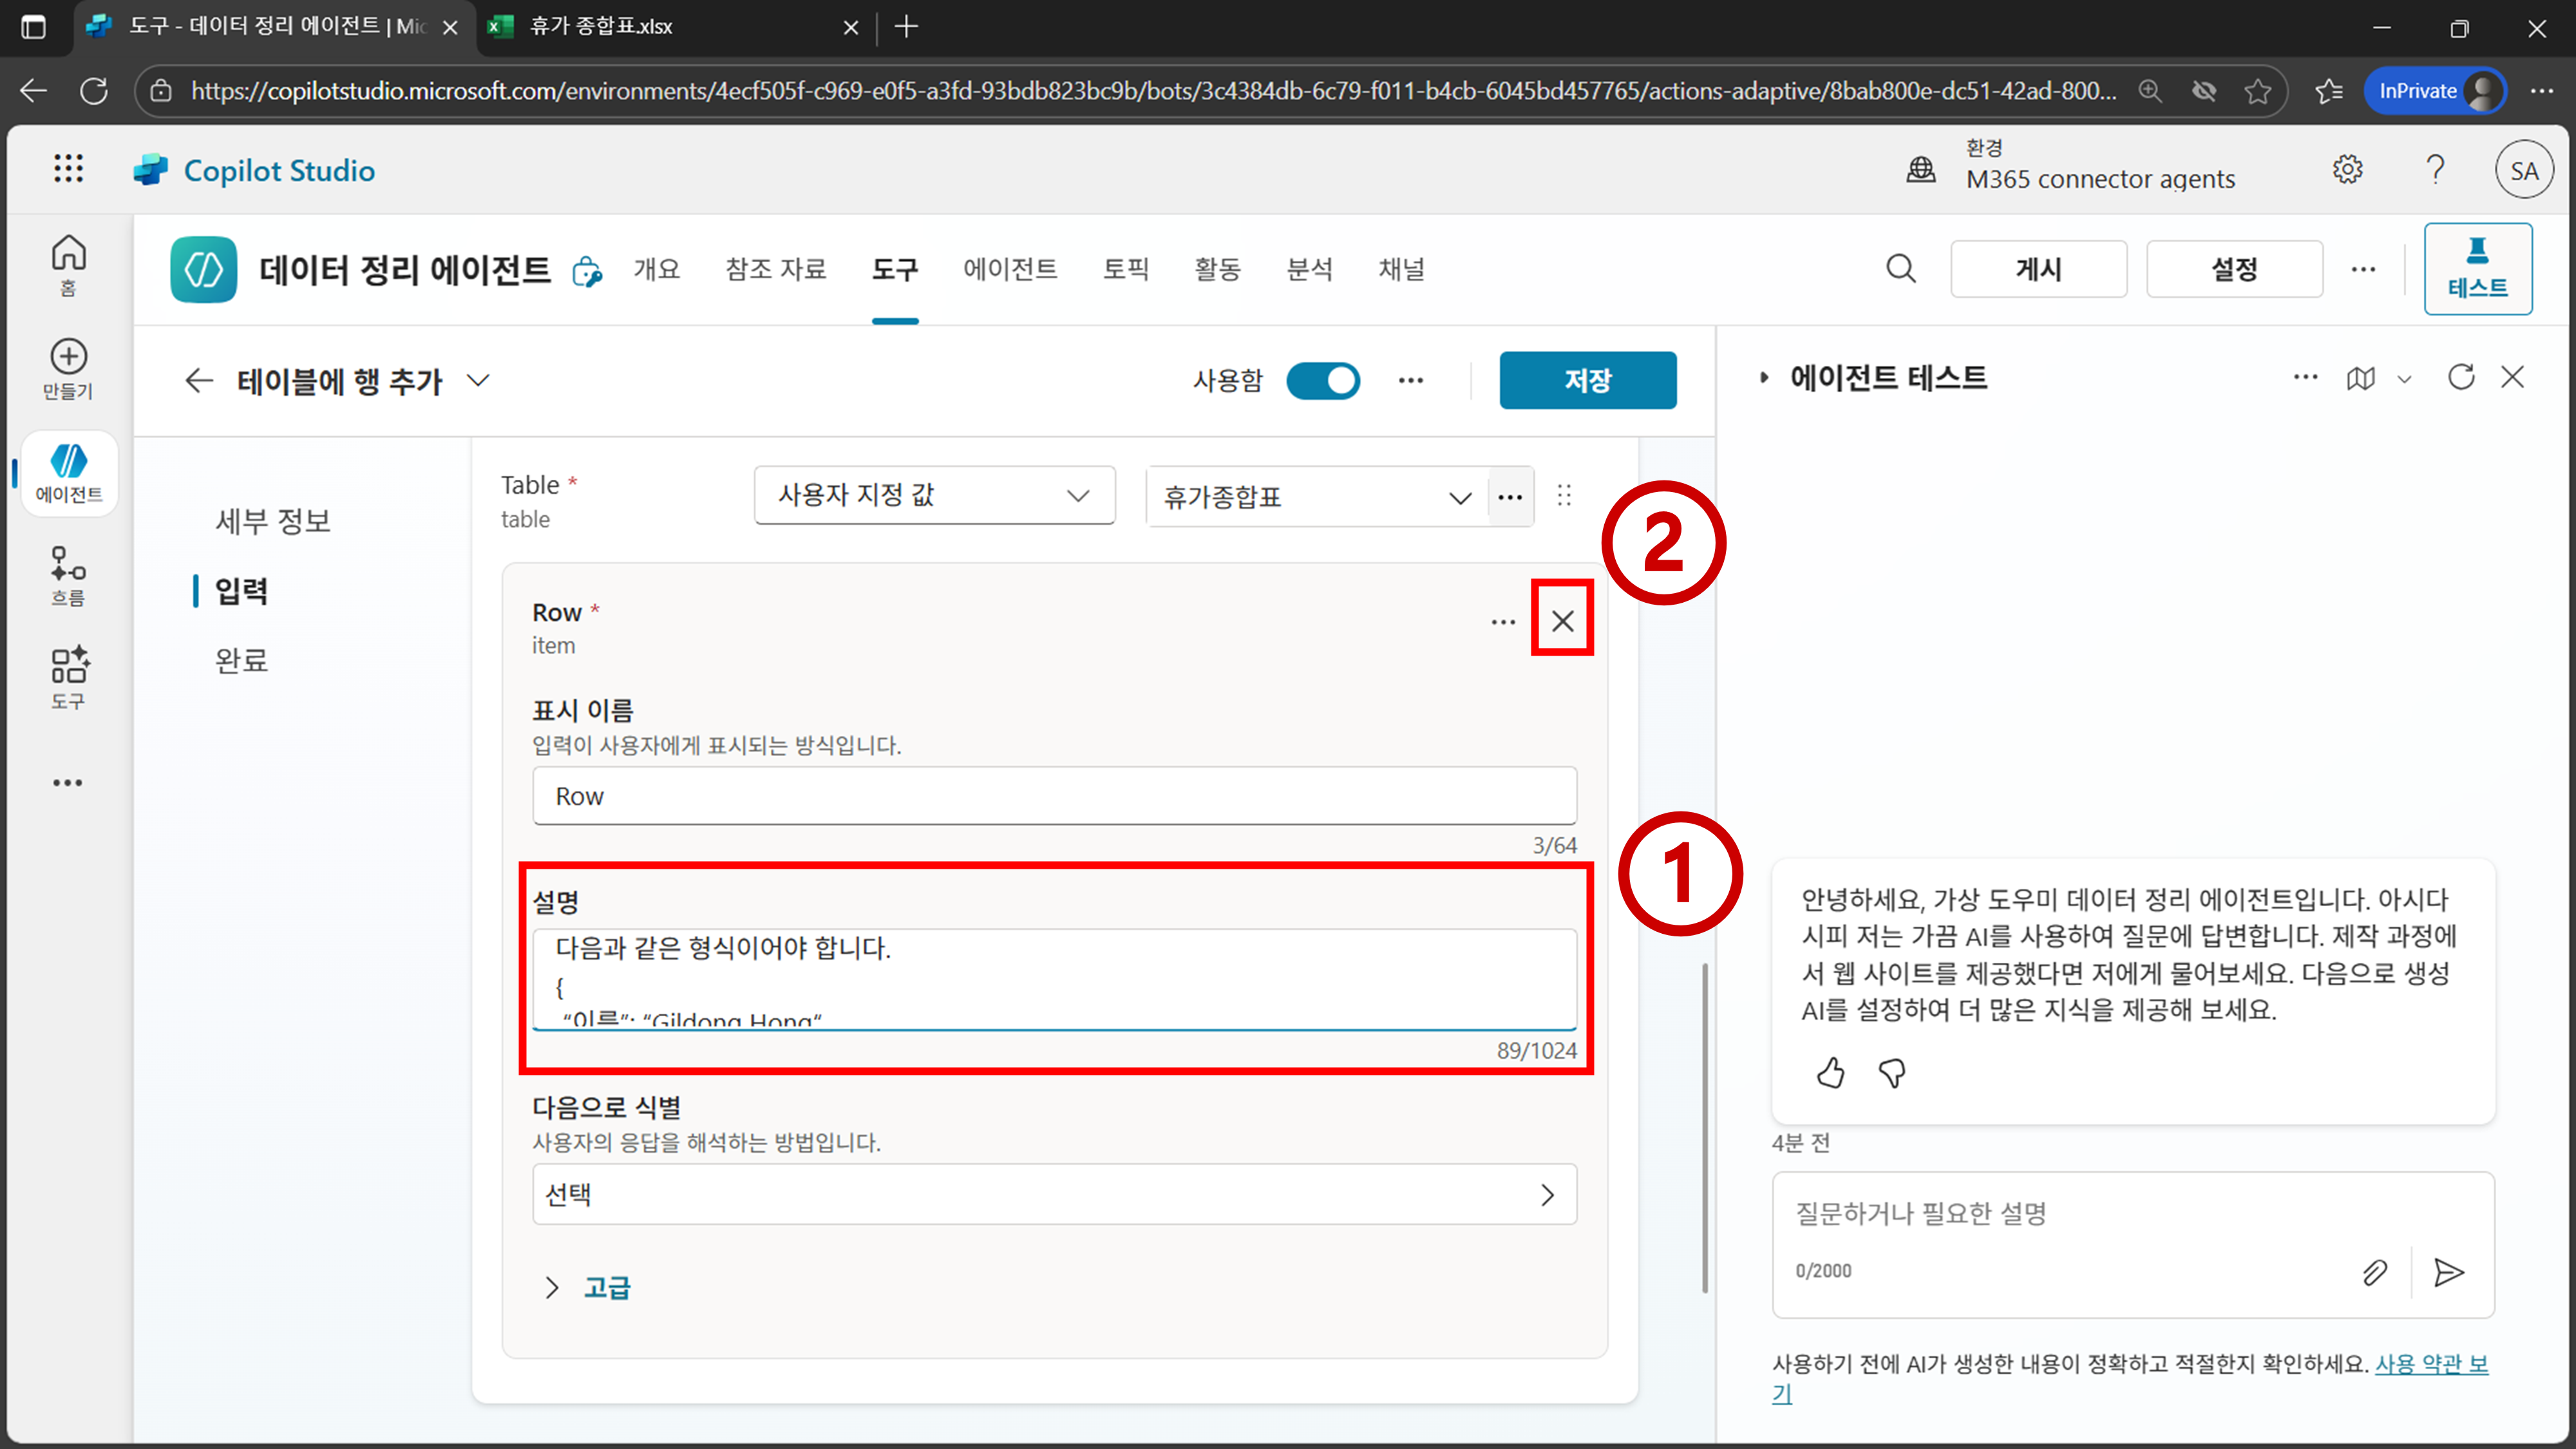 도구 - 데이터 정리 에이전트 | Mic
휴가 종합표.xlsx
https://copilotstudio.microsoft.com/environments/4ecf505f-c969-e0f5-a3fd-93bdb823bc9b/bots/3c4384db-6c79-f011-b4cb-6045bd457765/actions-adaptive/8bab800e-dc51-42ad-800...
InPrivate
Copilot Studio
환경
M365 connector agents
SA
홈
만들기
에이전트
흐름
도구
데이터 정리 에이전트
개요 참조 자료 도구 에이전트 토픽 활동 분석 채널
게시
설정
테스트
테이블에 행 추가
사용함
저장
세부 정보
입력
완료
Table *
table
사용자 지정 값
휴가종합표
2
Row *
item
표시 이름
입력이 사용자에게 표시되는 방식입니다.
Row
3/64
1
설명
다음과 같은 형식이어야 합니다.
{
“이름”: “Gildong Hong“
89/1024
다음으로 식별
사용자의 응답을 해석하는 방법입니다.
선택
고급
에이전트 테스트
안녕하세요, 가상 도우미 데이터 정리 에이전트입니다. 아시다
시피 저는 가끔 AI를 사용하여 질문에 답변합니다. 제작 과정에
서 웹 사이트를 제공했다면 저에게 물어보세요. 다음으로 생성
AI를 설정하여 더 많은 지식을 제공해 보세요.
4분 전
질문하거나 필요한 설명
0/2000
사용하기 전에 AI가 생성한 내용이 정확하고 적절한지 확인하세요. 사용 약관 보
기